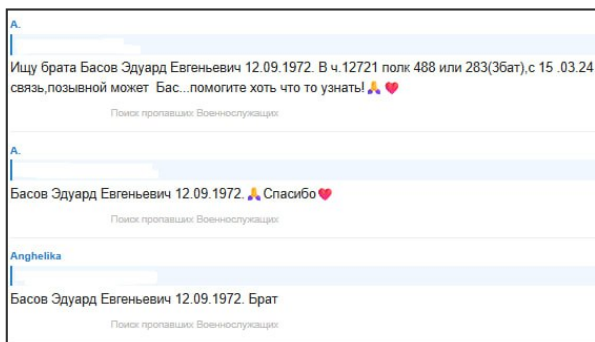 A.
Ищу брата Басов Эдуард Евгеньевич 12.09.1972. В ч.12721 полк 488 или 283(3бат),с 15 .03.24
связь,позывной может Бас...помогите хоть что то узнать!🙏💔
Поиск пропавших Военнослужащих
A.
Басов Эдуард Евгеньевич 12.09.1972.🙏Спасибо💔
Поиск пропавших Военнослужащих
Anghelika
Басов Эдуард Евгеньевич 12.09.1972. Брат
Поиск пропавших Военнослужащих